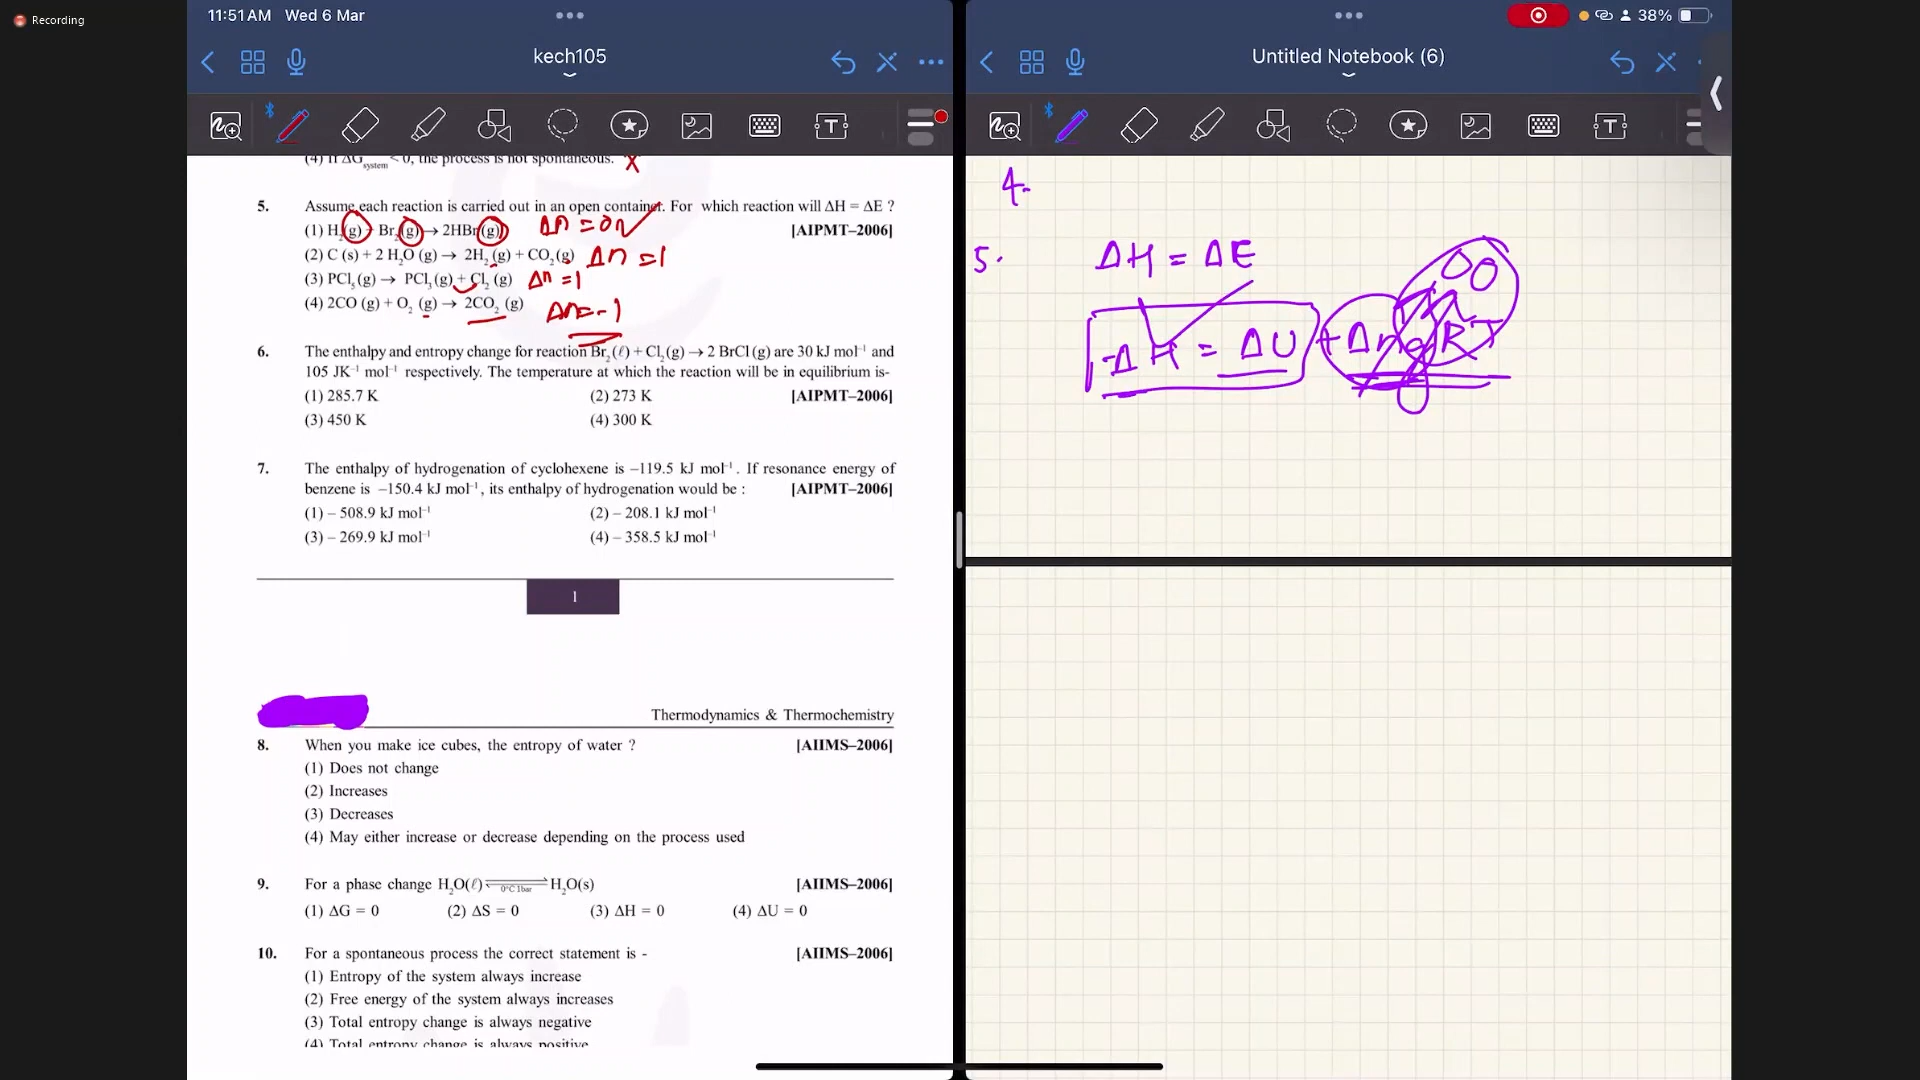 Recording
11:51 AM Wed 6 Mar
38%
kech105
Untitled Notebook (6)
(4) If ΔG_system < 0, the process is not spontaneous. X
5. Assume each reaction is carried out in an open container. For which reaction will ΔH = ΔE ?
(1) H₂(g) + Br₂(g) → 2HBr(g) Δn = 0 ✓ [AIPMT–2006]
(2) C (s) + 2 H₂O (g) → 2H₂ (g) + CO₂ (g) Δn = 1
(3) PCl₅ (g) → PCl₃ (g) + Cl₂ (g) Δn = 1
(4) 2CO (g) + O₂ (g) → 2CO₂ (g) Δn = -1
6. The enthalpy and entropy change for reaction Br₂(ℓ) + Cl₂(g) → 2 BrCl (g) are 30 kJ mol⁻¹ and
105 JK⁻¹ mol⁻¹ respectively. The temperature at which the reaction will be in equilibrium is-
(1) 285.7 K (2) 273 K [AIPMT–2006]
(3) 450 K (4) 300 K
7. The enthalpy of hydrogenation of cyclohexene is –119.5 kJ mol⁻¹. If resonance energy of
benzene is –150.4 kJ mol⁻¹, its enthalpy of hydrogenation would be : [AIPMT–2006]
(1) – 508.9 kJ mol⁻¹ (2) – 208.1 kJ mol⁻¹
(3) – 269.9 kJ mol⁻¹ (4) – 358.5 kJ mol⁻¹
1
Thermodynamics & Thermochemistry
8. When you make ice cubes, the entropy of water ? [AIIMS–2006]
(1) Does not change
(2) Increases
(3) Decreases
(4) May either increase or decrease depending on the process used
9. For a phase change H₂O(ℓ) ⇌ 0°C 1bar H₂O(s) [AIIMS–2006]
(1) ΔG = 0 (2) ΔS = 0 (3) ΔH = 0 (4) ΔU = 0
10. For a spontaneous process the correct statement is - [AIIMS–2006]
(1) Entropy of the system always increase
(2) Free energy of the system always increases
(3) Total entropy change is always negative
(4) Total entropy change is always positive
4.
5. ΔH = ΔE
ΔH = ΔU + Δng RT